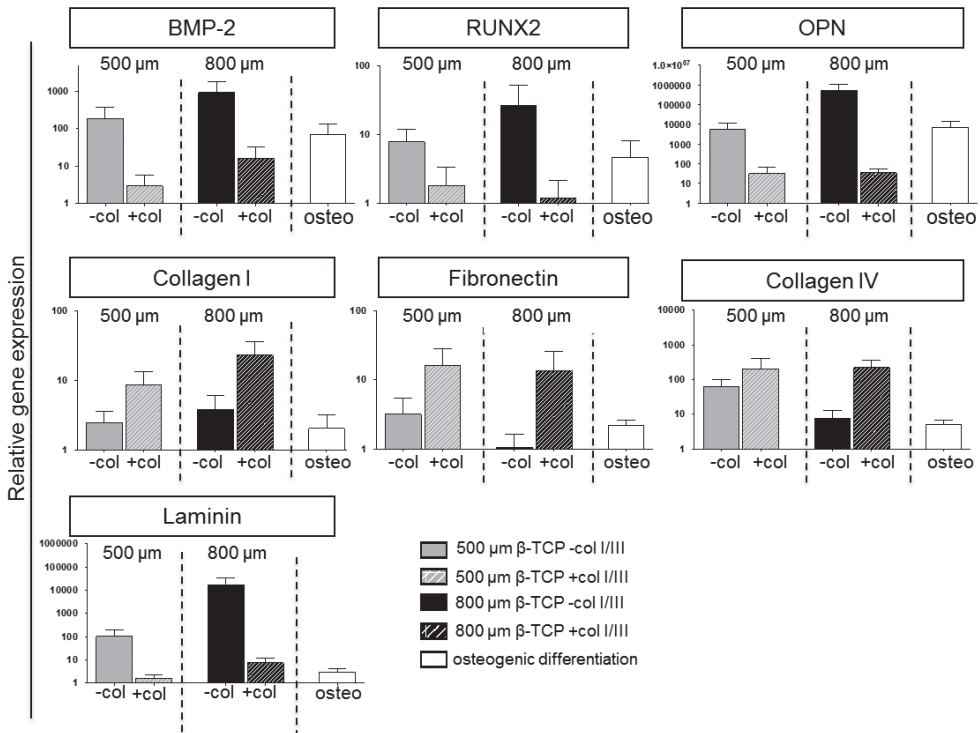 Relative gene expression
BMP-2
500 µm 800 µm
1000
100
10
1
-col +col -col +col osteo
RUNX2
500 µm 800 µm
100
10
1
-col +col -col +col osteo
OPN
500 µm 800 µm
1.0×10⁰⁷
1000000
10000
100
10
1
-col +col -col +col osteo
Collagen I
500 µm 800 µm
100
10
1
-col +col -col +col osteo
Fibronectin
500 µm 800 µm
100
10
1
-col +col -col +col osteo
Collagen IV
500 µm 800 µm
10000
1000
100
10
1
-col +col -col +col osteo
Laminin
500 µm 800 µm
1000000
100000
10000
1000
100
10
1
-col +col -col +col osteo
500 µm β-TCP -col I/III
500 µm β-TCP +col I/III
800 µm β-TCP -col I/III
800 µm β-TCP +col I/III
osteogenic differentiation